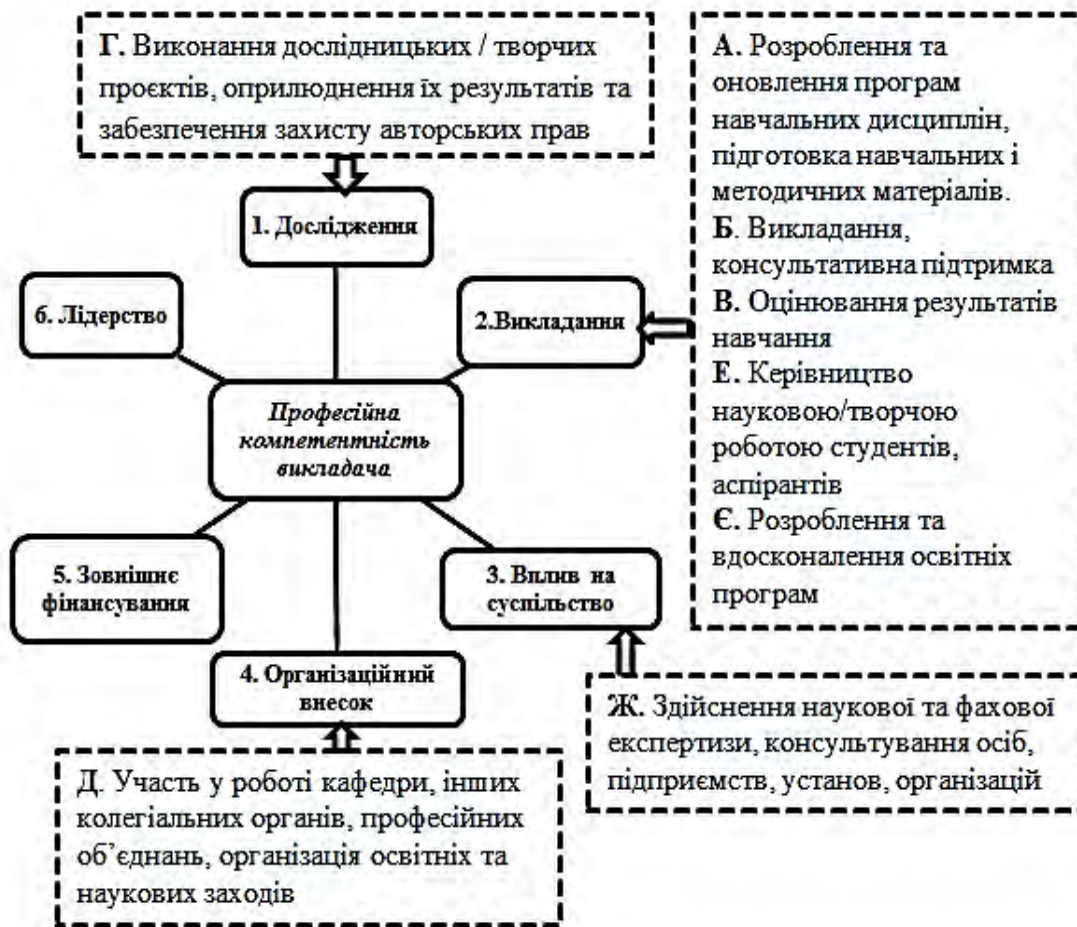 Г. Виконання дослідницьких / творчих
проєктів, оприлюднення їх результатів та
забезпечення захисту авторських прав
А. Розроблення та
оновлення програм
навчальних дисциплін,
підготовка навчальних і
методичних матеріалів.
Б. Викладання,
консультативна підтримка
В. Оцінювання результатів
навчання
Е. Керівництво
науковою/творчою
роботою студентів,
аспірантів
Є. Розроблення та
вдосконалення освітніх
програм
1. Дослідження
6. Лідерство
2.Викладання
Професійна
компетентність
викладача
5. Зовнішнє
фінансування
3. Вплив на
суспільство
4. Організаційний
внесок
Ж. Здійснення наукової та фахової
експертизи, консультування осіб,
підприємств, установ, організацій
Д. Участь у роботі кафедри, інших
колегіальних органів, професійних
об’єднань, організація освітніх та
наукових заходів